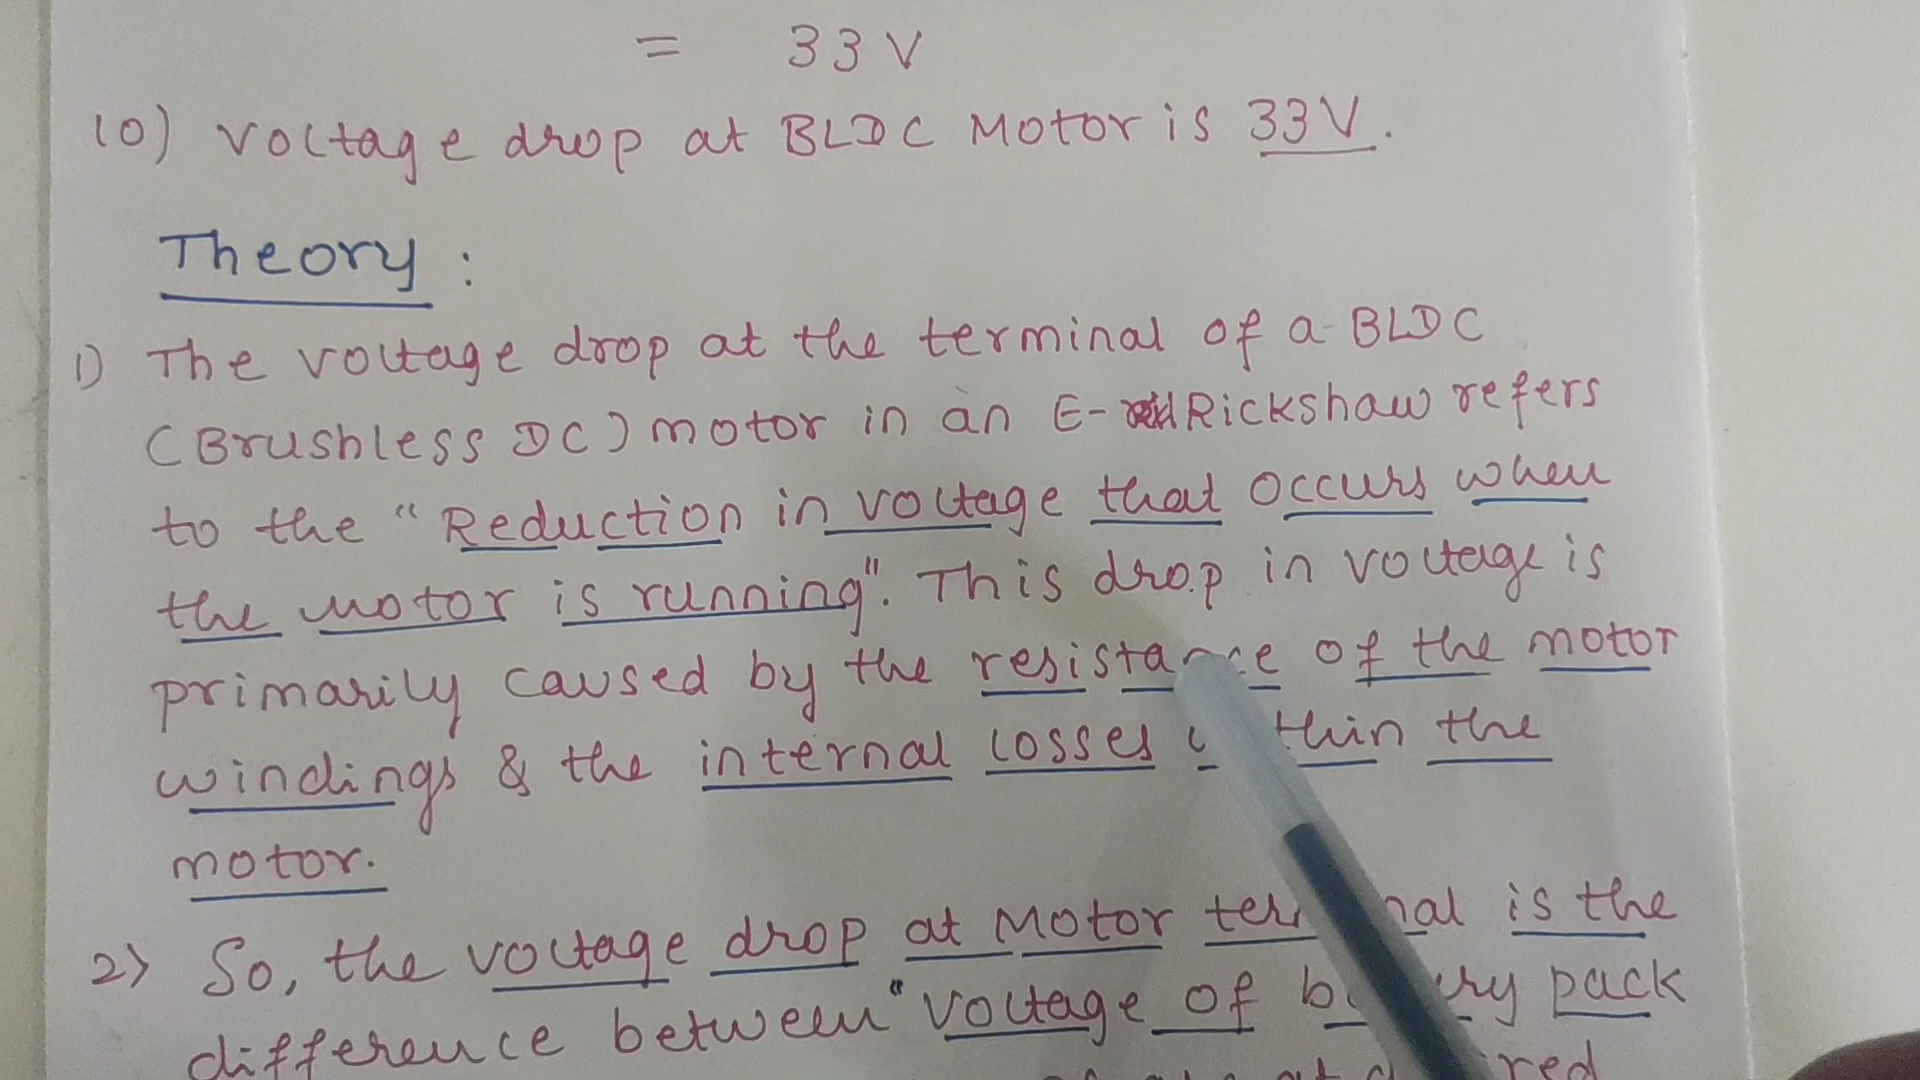 = 33 V
10) Voltage drop at BLDC Motor is 33V.
Theory :
1) The voltage drop at the terminal of a BLDC
(Brushless DC) motor in an E-Rickshaw refers
to the "Reduction in voltage that occurs when
the motor is running". This drop in voltage is
primarily caused by the resistance of the motor
windings & the internal losses within the
motor.
2) So, the voltage drop at Motor terminal is the
difference between "voltage of battery pack